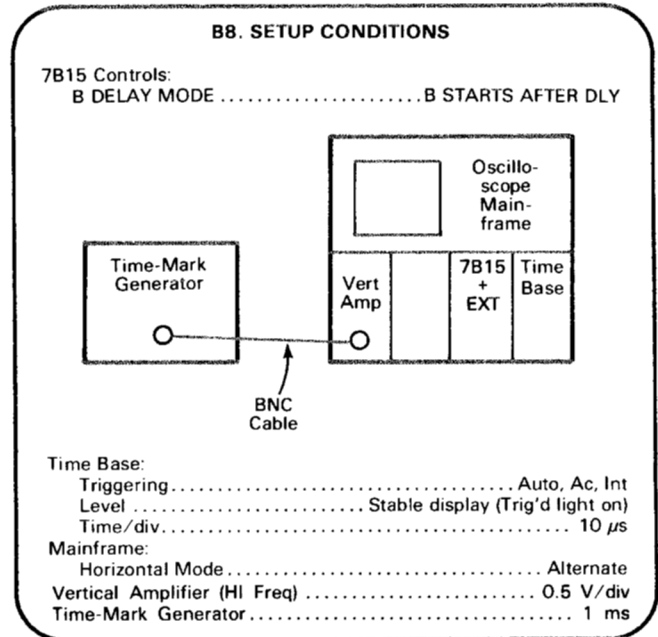 B8. SETUP CONDITIONS
7B15 Controls:
B DELAY MODE ...................... B STARTS AFTER DLY
Oscillo-
scope
Main-
frame
Time-Mark
Generator
Vert
Amp
7B15
+
EXT
Time
Base
BNC
Cable
Time Base:
Triggering ..................................... Auto, Ac, Int
Level ......................... Stable display (Trig'd light on)
Time/div. ............................................... 10 μs
Mainframe:
Horizontal Mode ................................... Alternate
Vertical Amplifier (HI Freq) ......................... 0.5 V/div
Time-Mark Generator ................................... 1 ms